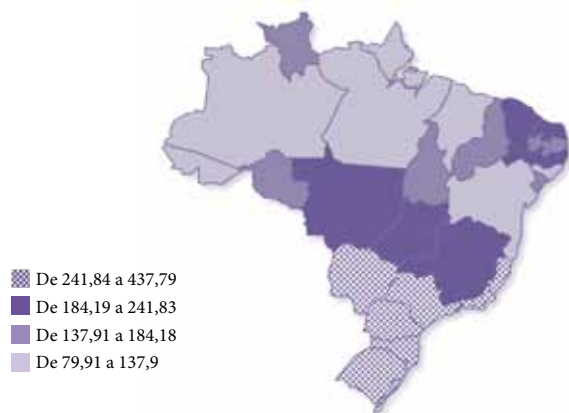 De 241,84 a 437,79
De 184,19 a 241,83
De 137,91 a 184,18
De 79,91 a 137,9